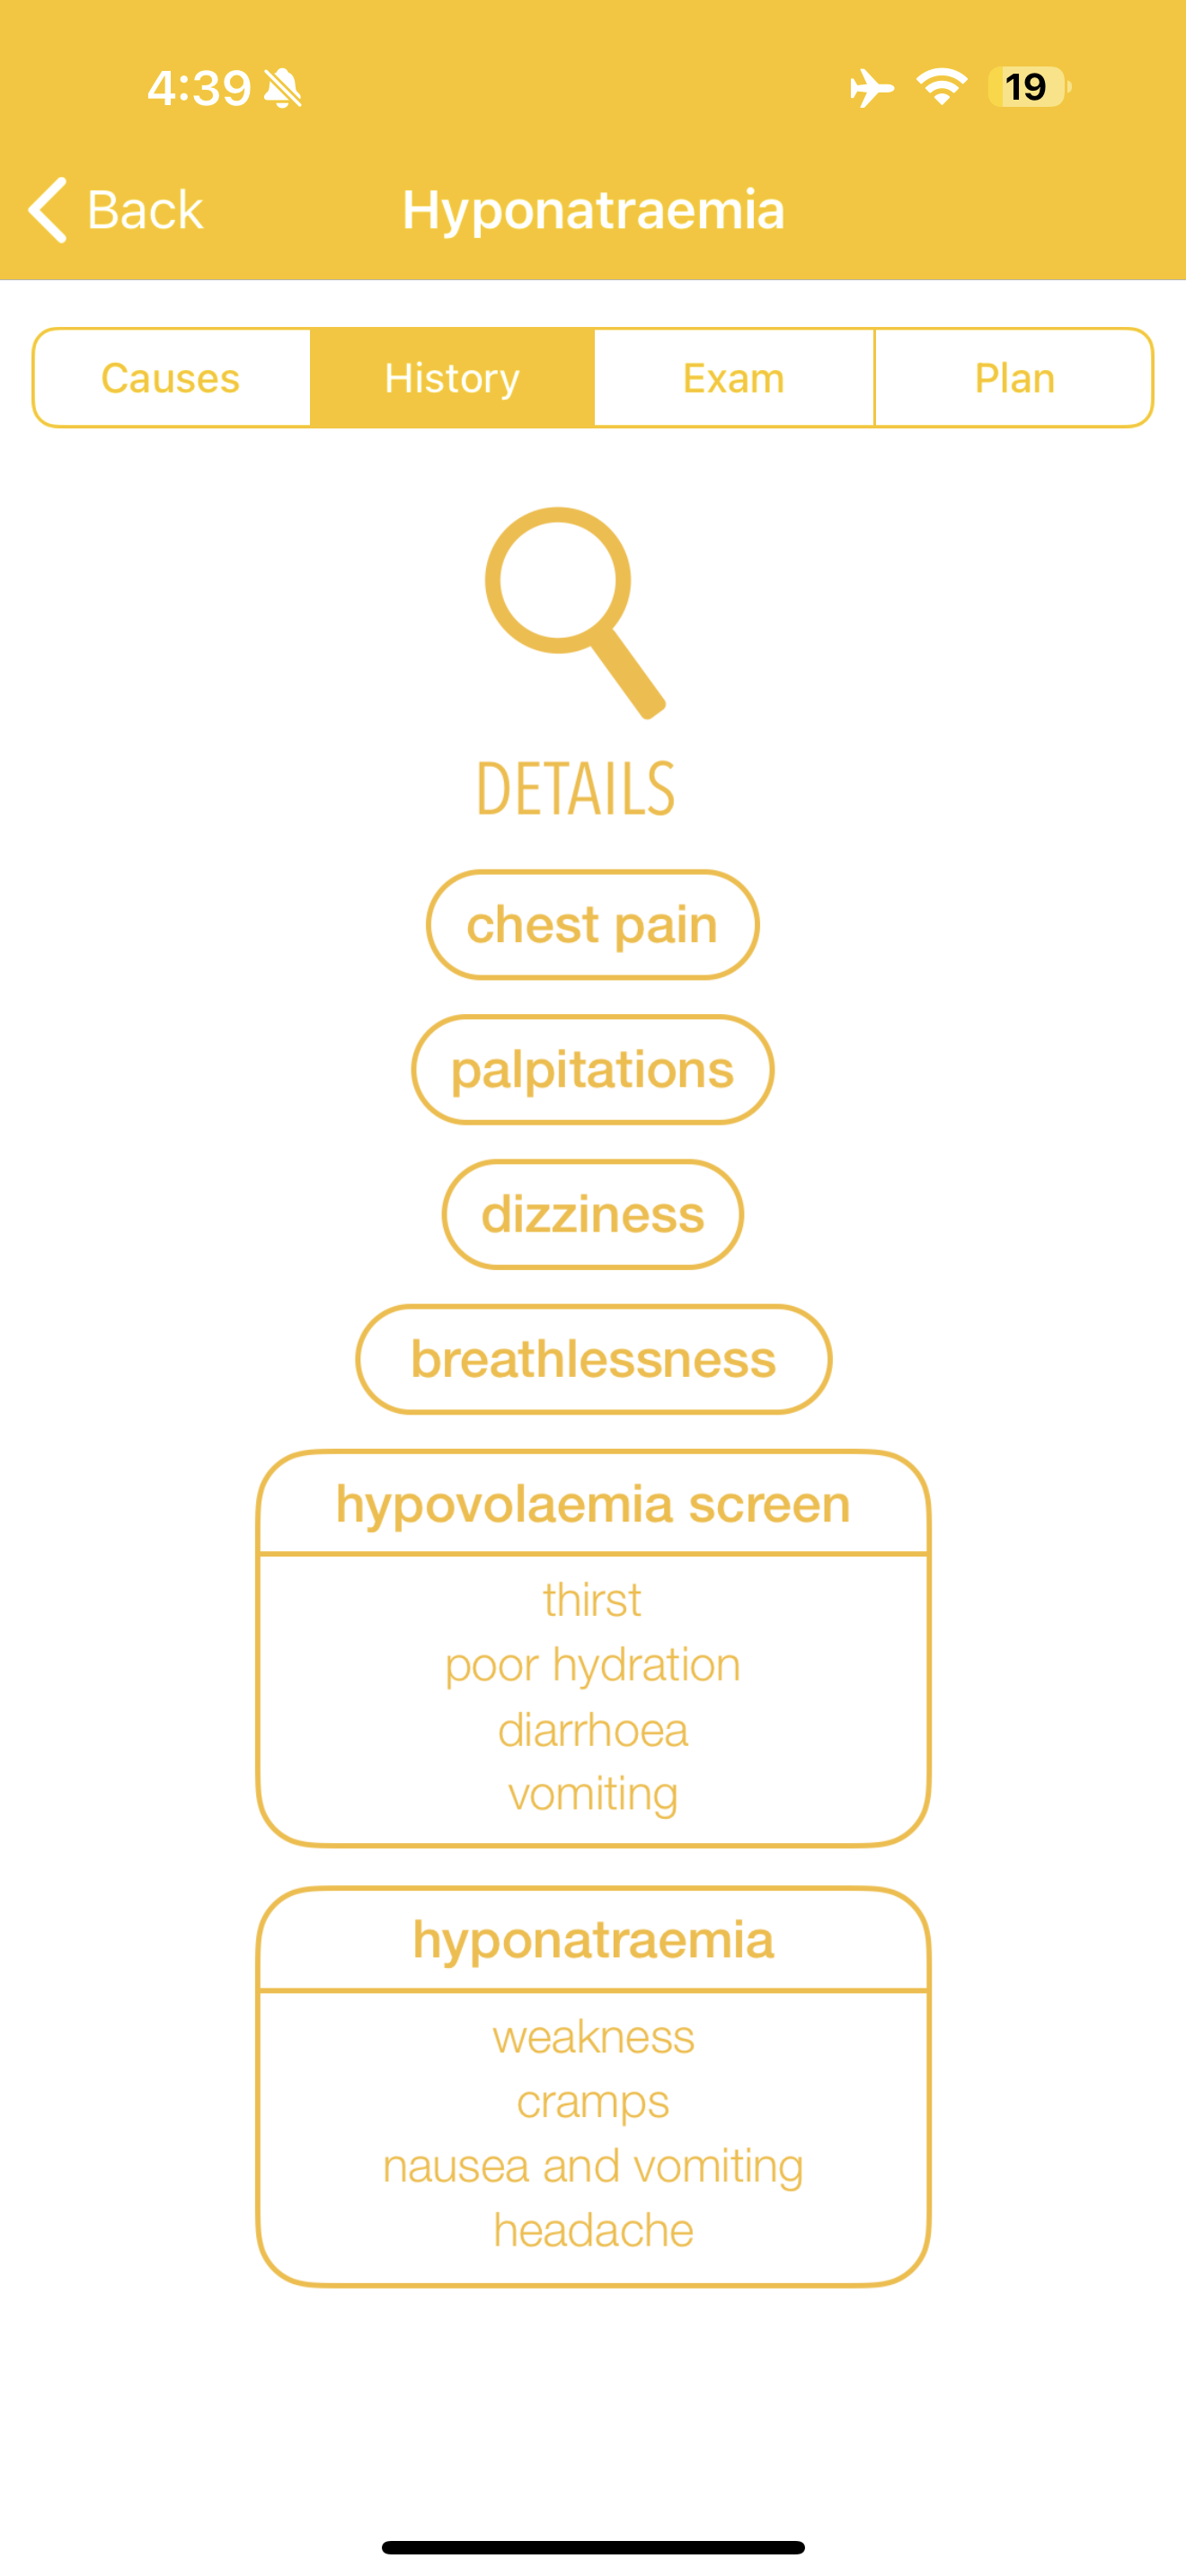 4:39
19
Back
Hyponatraemia
Causes
History
Exam
Plan
DETAILS
chest pain
palpitations
dizziness
breathlessness
hypovolaemia screen
thirst
poor hydration
diarrhoea
vomiting
hyponatraemia
weakness
cramps
nausea and vomiting
headache